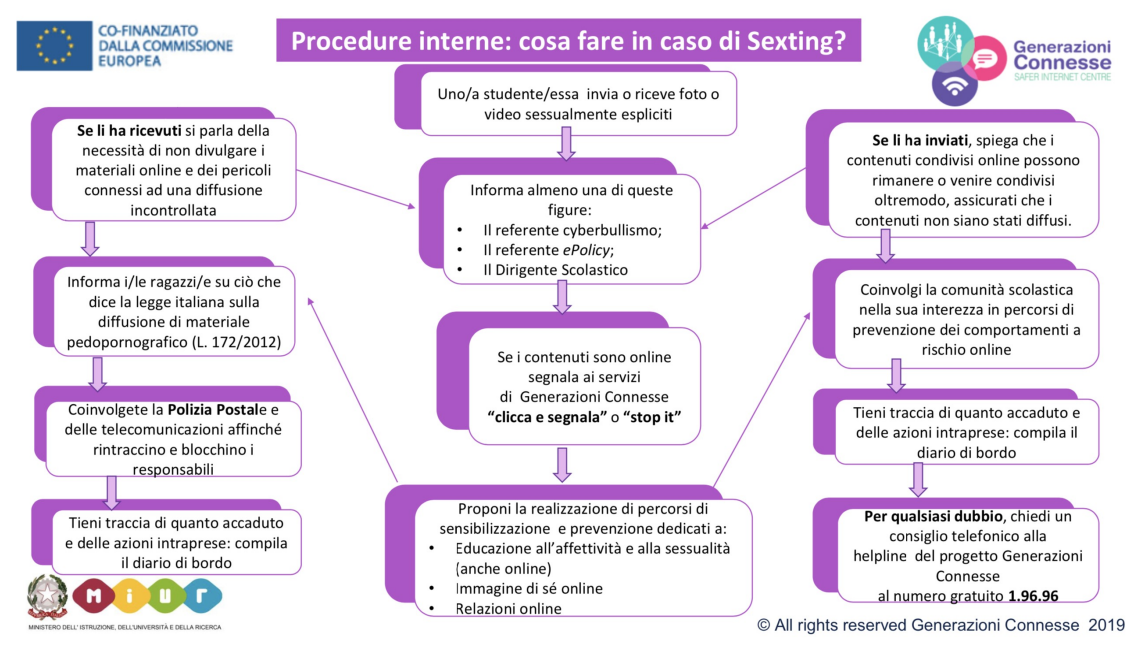 CO-FINANZIATO
DALLA COMMISSIONE
EUROPEA
Procedure interne: cosa fare in caso di Sexting?
Generazioni
Connesse
SAFER INTERNET CENTRE
Uno/a studente/essa invia o riceve foto o
video sessualmente espliciti
Se li ha ricevuti si parla della
necessità di non divulgare i
materiali online e dei pericoli
connessi ad una diffusione
incontrollata
Informa i/le ragazzi/e su ciò che
dice la legge italiana sulla
diffusione di materiale
pedopornografico (L. 172/2012)
Coinvolgete la Polizia Postale e
delle telecomunicazioni affinché
rintraccino e blocchino i
responsabili
Tieni traccia di quanto accaduto
e delle azioni intraprese: compila
il diario di bordo
Informa almeno una di queste
figure:
• Il referente cyberbullismo;
• Il referente ePolicy;
• Il Dirigente Scolastico
Se i contenuti sono online
segnala ai servizi
di Generazioni Connesse
“clicca e segnala” o “stop it”
Proponi la realizzazione di percorsi di
sensibilizzazione e prevenzione dedicati a:
• Educazione all’affettività e alla sessualità
(anche online)
• Immagine di sé online
• Relazioni online
Se li ha inviati, spiega che i
contenuti condivisi online possono
rimanere o venire condivisi
oltremodo, assicurati che i
contenuti non siano stati diffusi.
Coinvolgi la comunità scolastica
nella sua interezza in percorsi di
prevenzione dei comportamenti a
rischio online
Tieni traccia di quanto accaduto e
delle azioni intraprese: compila il
diario di bordo
Per qualsiasi dubbio, chiedi un
consiglio telefonico alla
helpline del progetto Generazioni
Connesse
al numero gratuito 1.96.96
miur
MINISTERO DELL' ISTRUZIONE, DELL'UNIVERSITÀ E DELLA RICERCA
© All rights reserved Generazioni Connesse 2019